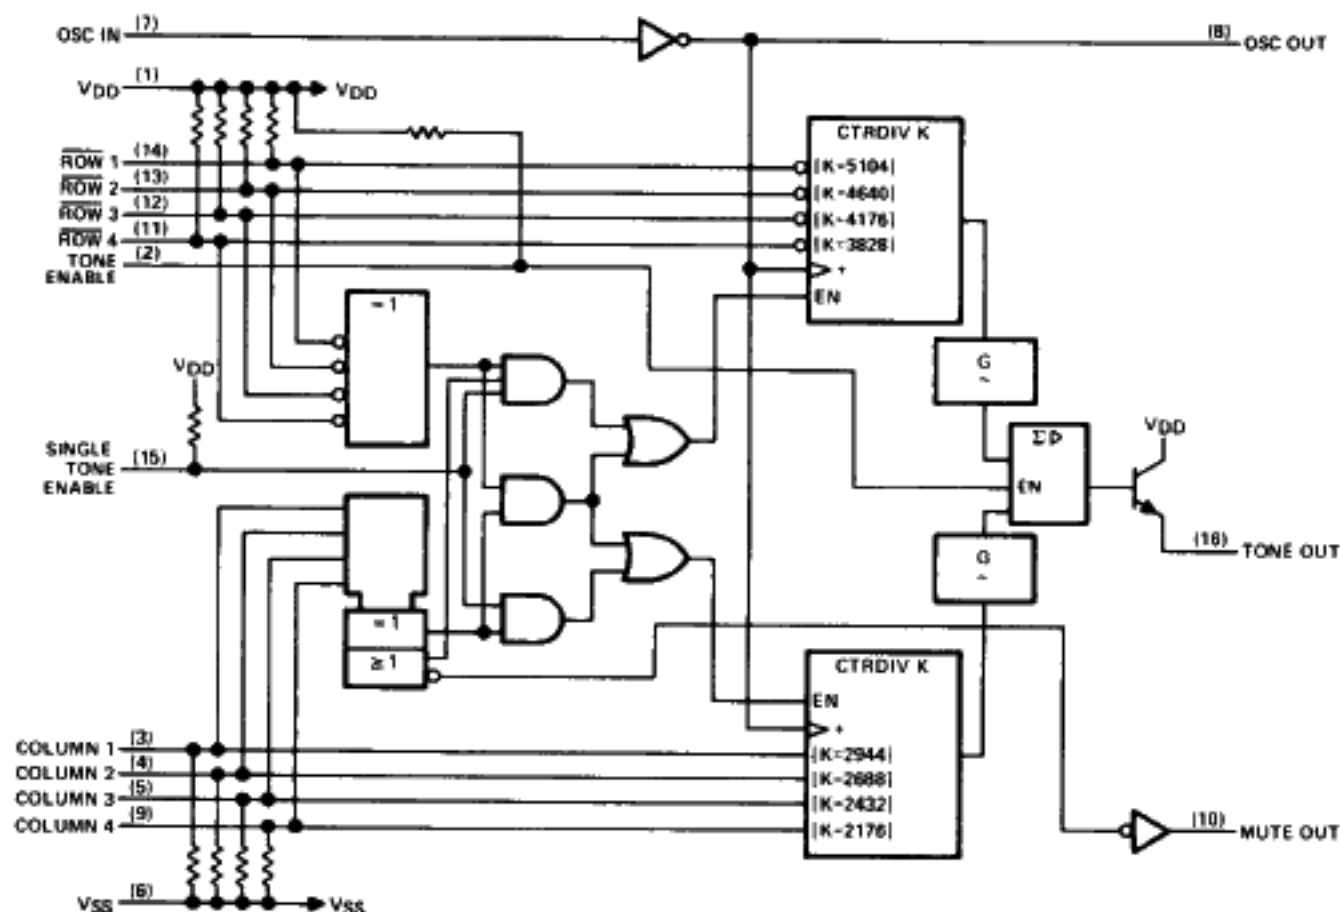 OSC IN (7)
(8) OSC OUT
VDD (1)
VDD
CTRDIV K
ROW 1 (14)
[K-5104]
ROW 2 (13)
[K-4640]
ROW 3 (12)
[K-4176]
ROW 4 (11)
[K=3828]
TONE (2)
ENABLE
+
EN
=1
G
~
VDD
SINGLE
TONE (15)
ENABLE
Σ▷
EN
VDD
(16) TONE OUT
G
~
=1
≥1
CTRDIV K
EN
+
COLUMN 1 (3)
[K=2944]
COLUMN 2 (4)
[K-2688]
COLUMN 3 (5)
[K-2432]
COLUMN 4 (9)
[K-2176]
(10) MUTE OUT
VSS (6)
VSS